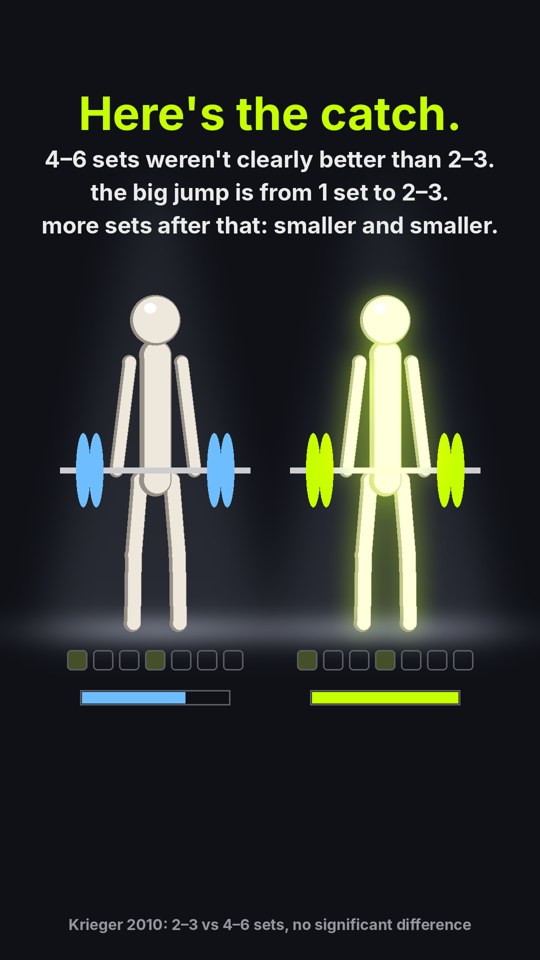 Here's the catch.
4–6 sets weren't clearly better than 2–3.
the big jump is from 1 set to 2–3.
more sets after that: smaller and smaller.
Krieger 2010: 2–3 vs 4–6 sets, no significant difference